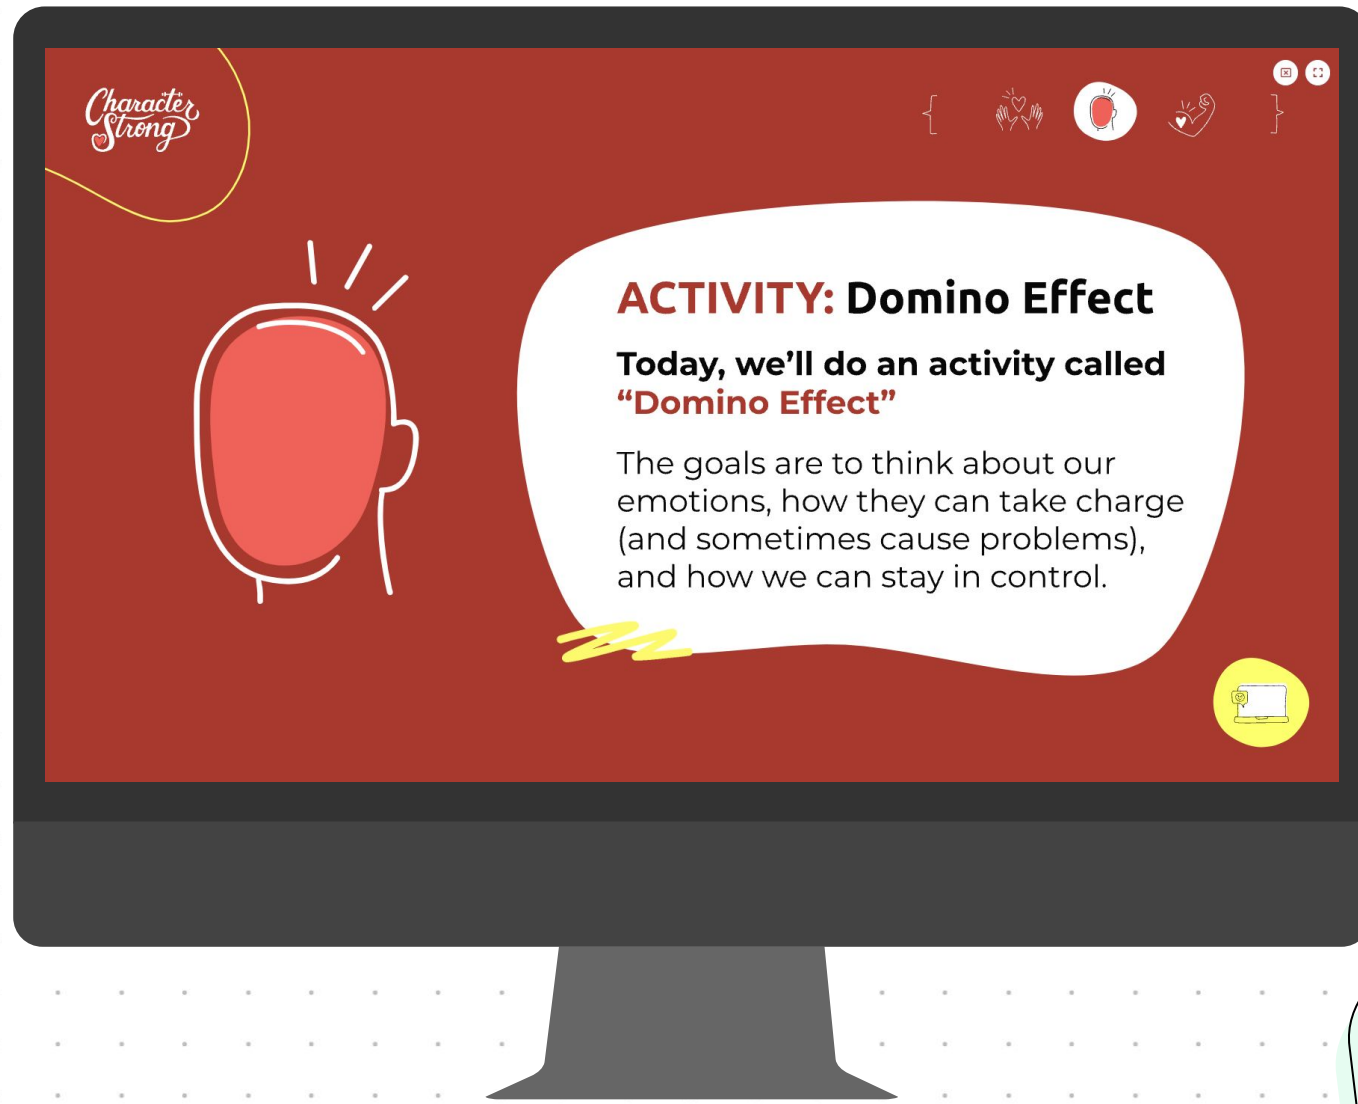 Character
Strong
ACTIVITY: Domino Effect
Today, we’ll do an activity called
“Domino Effect”
The goals are to think about our
emotions, how they can take charge
(and sometimes cause problems),
and how we can stay in control.